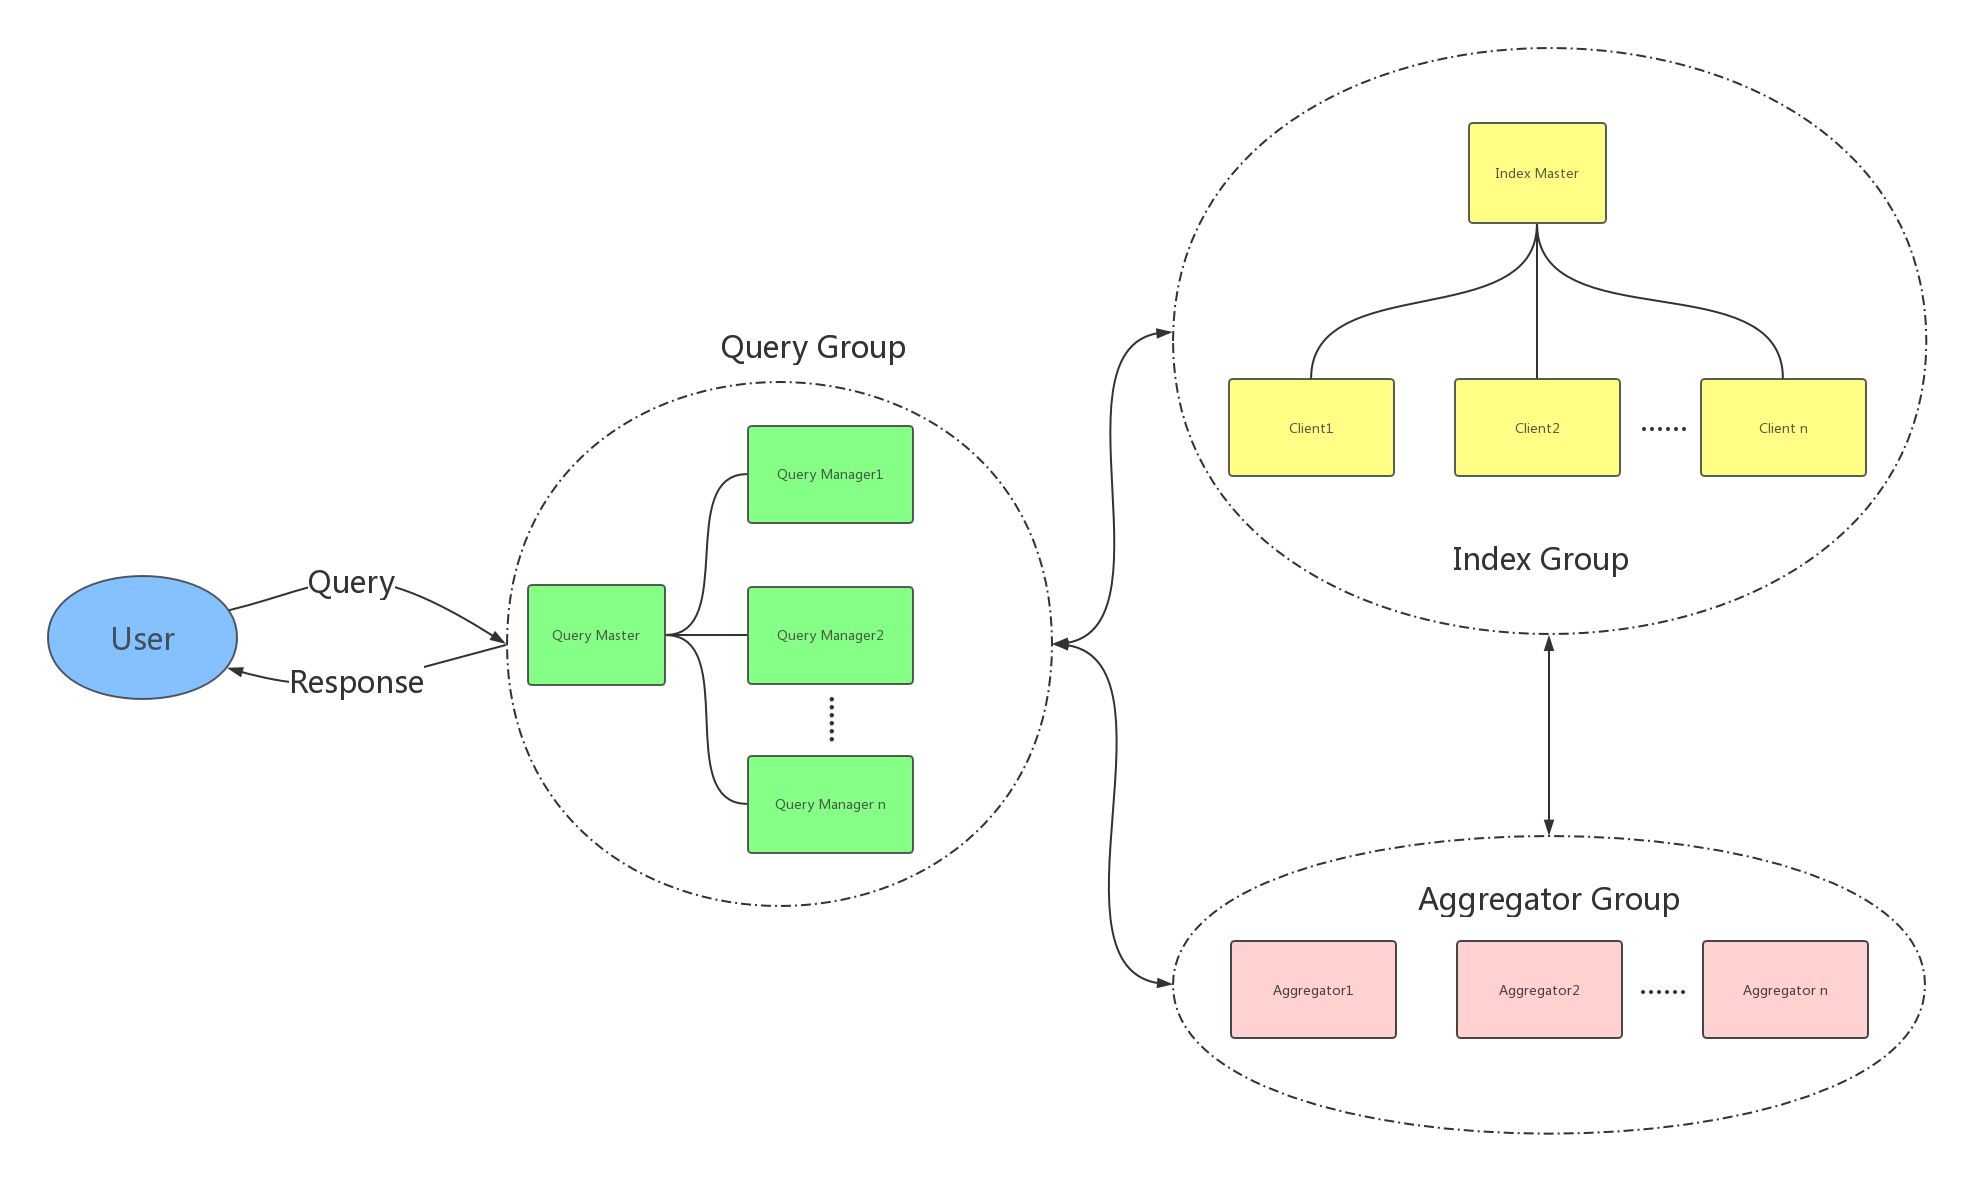 User
Query
Response
Query Group
Query Master
Query Manager1
Query Manager2
Query Manager n
Index Master
Client1
Client2
Client n
Index Group
Aggregator Group
Aggregator1
Aggregator2
Aggregator n